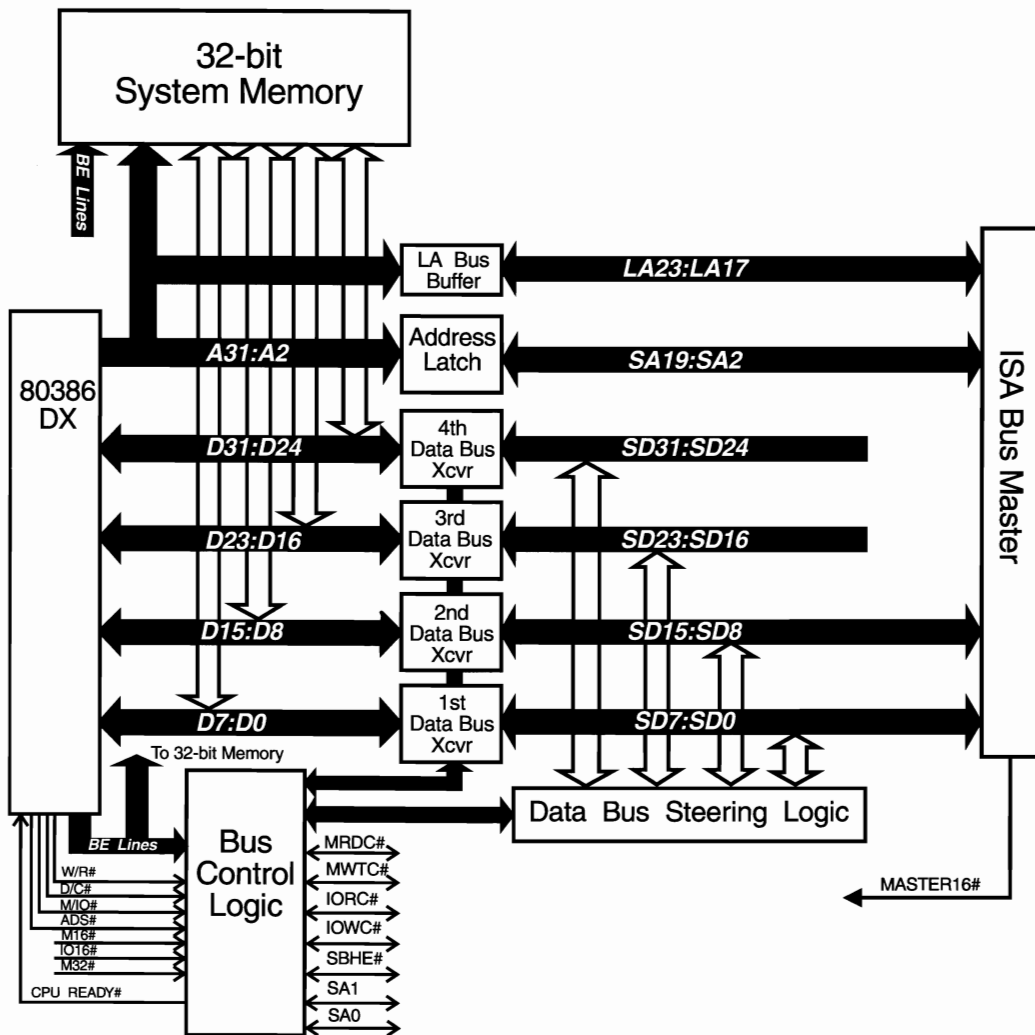 32-bit
System Memory
BE Lines
LA Bus
Buffer
LA23:LA17
A31:A2
Address
Latch
SA19:SA2
80386
DX
ISA Bus Master
D31:D24
4th
Data Bus
Xcvr
SD31:SD24
D23:D16
3rd
Data Bus
Xcvr
SD23:SD16
D15:D8
2nd
Data Bus
Xcvr
SD15:SD8
D7:D0
1st
Data Bus
Xcvr
SD7:SD0
To 32-bit Memory
Data Bus Steering Logic
BE Lines
Bus
Control
Logic
W/R#
D/C#
M/IO#
ADS#
M16#
IO16#
M32#
CPU READY#
MRDC#
MWTC#
IORC#
IOWC#
SBHE#
SA1
SA0
MASTER16#